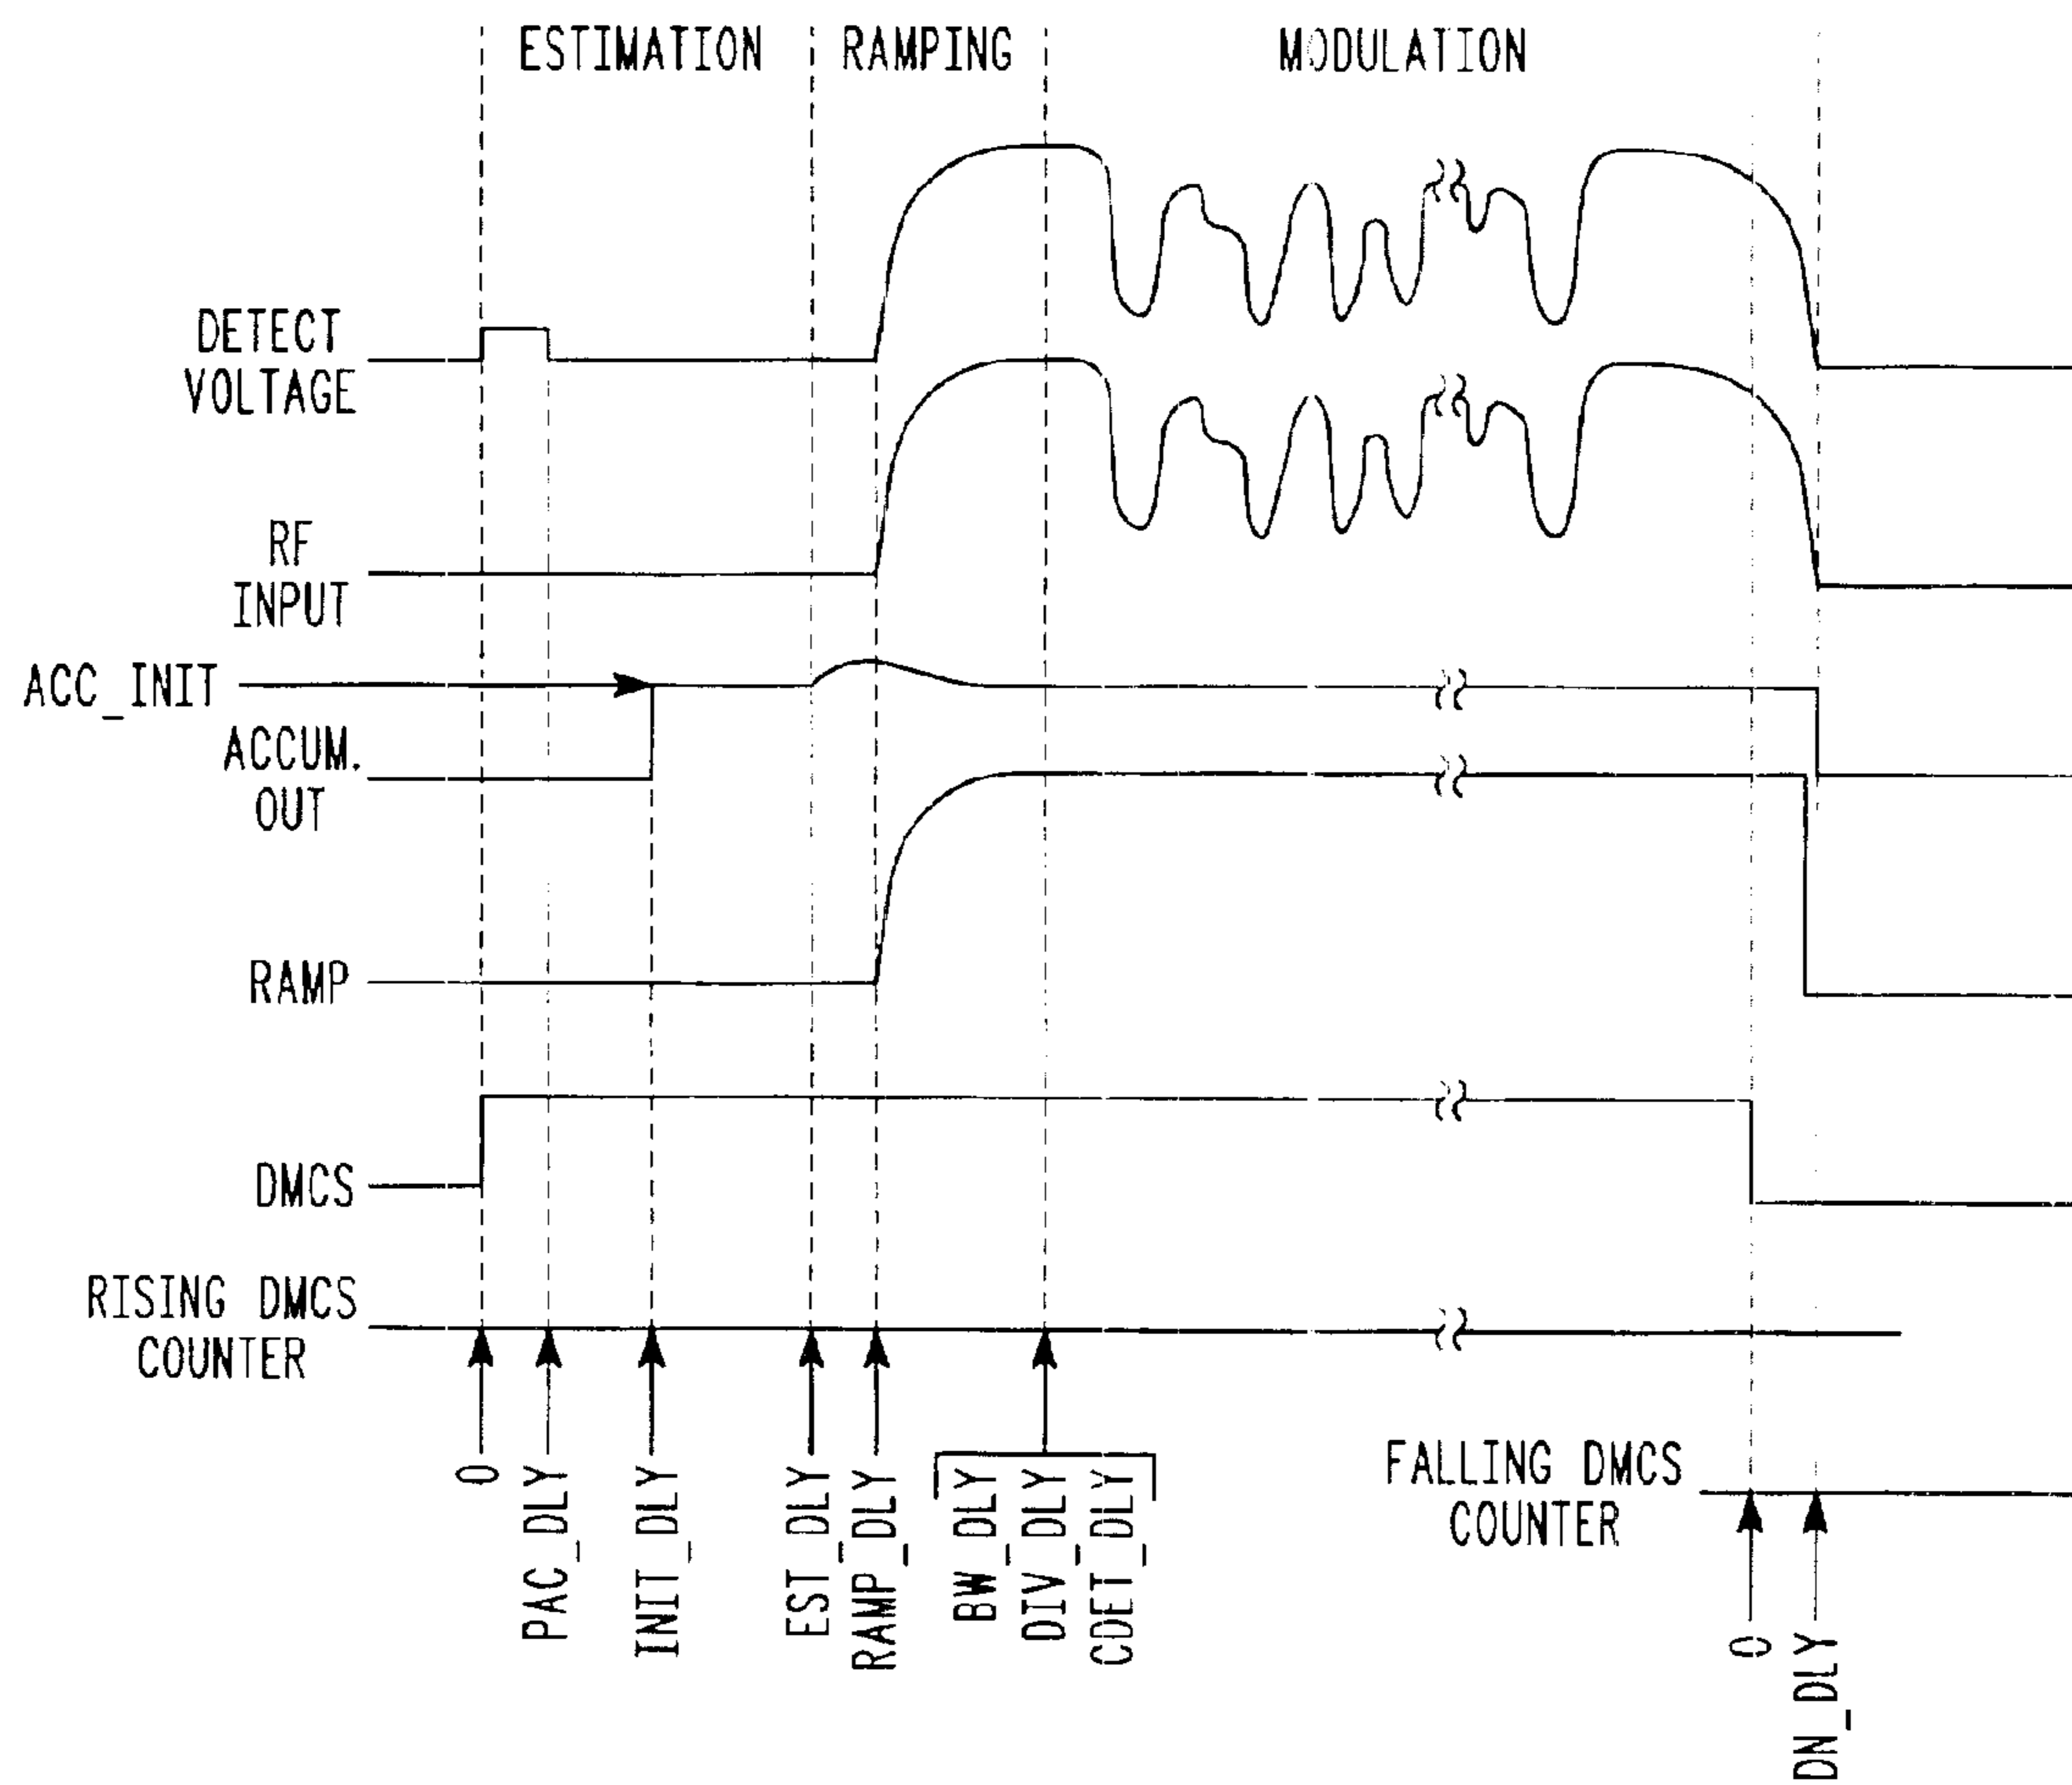 ESTIMATION
RAMPING
MODULATION
DETECT
VOLTAGE
RF
INPUT
ACC_INIT
ACCUM.
OUT
RAMP
DMCS
RISING DMCS
COUNTER
0
PAC_DLY
INIT_DLY
EST_DLY
RAMP_DLY
BW_DLY
DIV_DLY
CDET_DLY
FALLING DMCS
COUNTER
0
DN_DLY